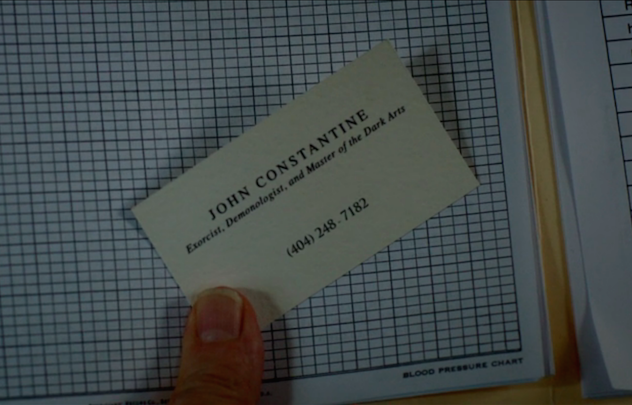 JOHN CONSTANTINE
Exorcist, Demonologist, and Master of the Dark Arts
(404) 248-7182
BLOOD PRESSURE CHART